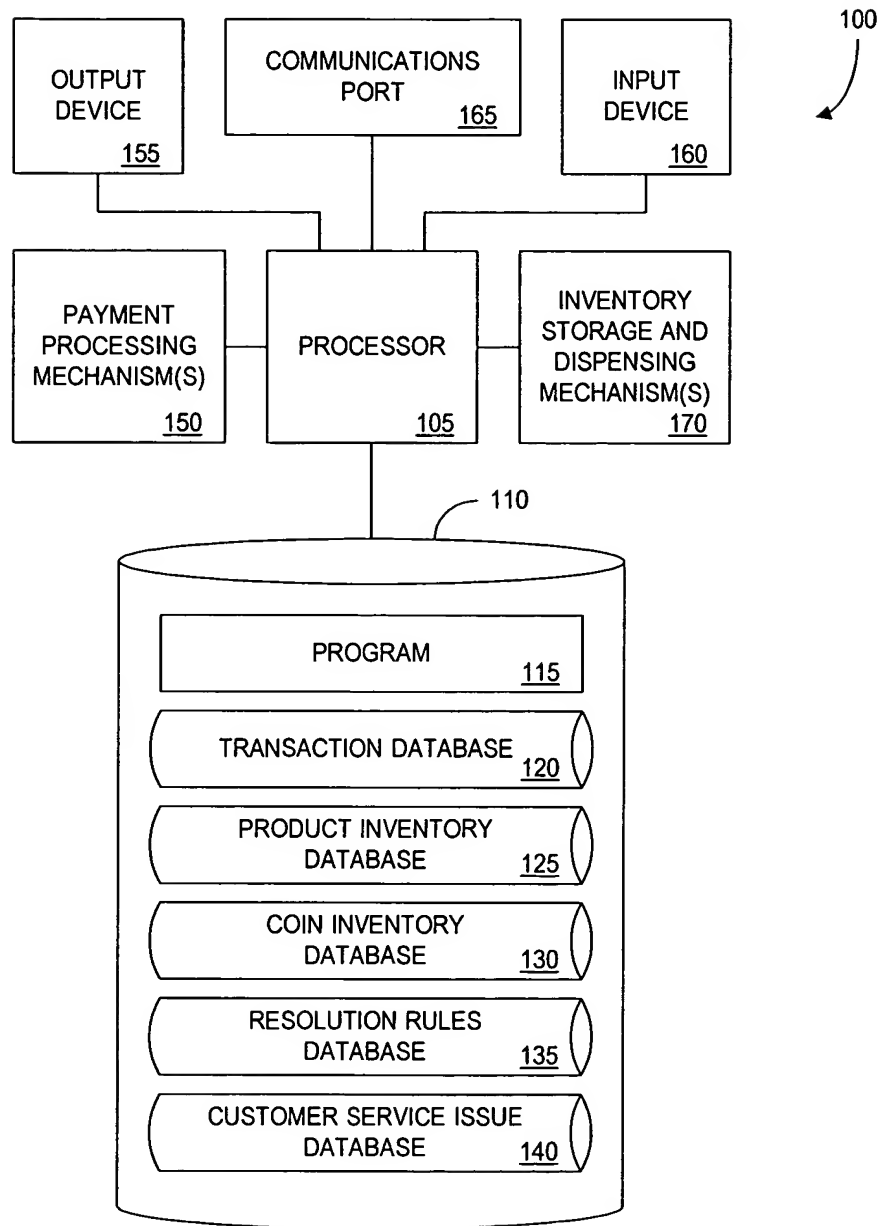 100
OUTPUT
DEVICE
155
COMMUNICATIONS
PORT
165
INPUT
DEVICE
160
PAYMENT
PROCESSING
MECHANISM(S)
150
PROCESSOR
105
INVENTORY
STORAGE AND
DISPENSING
MECHANISM(S)
170
110
PROGRAM
115
TRANSACTION DATABASE
120
PRODUCT INVENTORY
DATABASE
125
COIN INVENTORY
DATABASE
130
RESOLUTION RULES
DATABASE
135
CUSTOMER SERVICE ISSUE
DATABASE
140